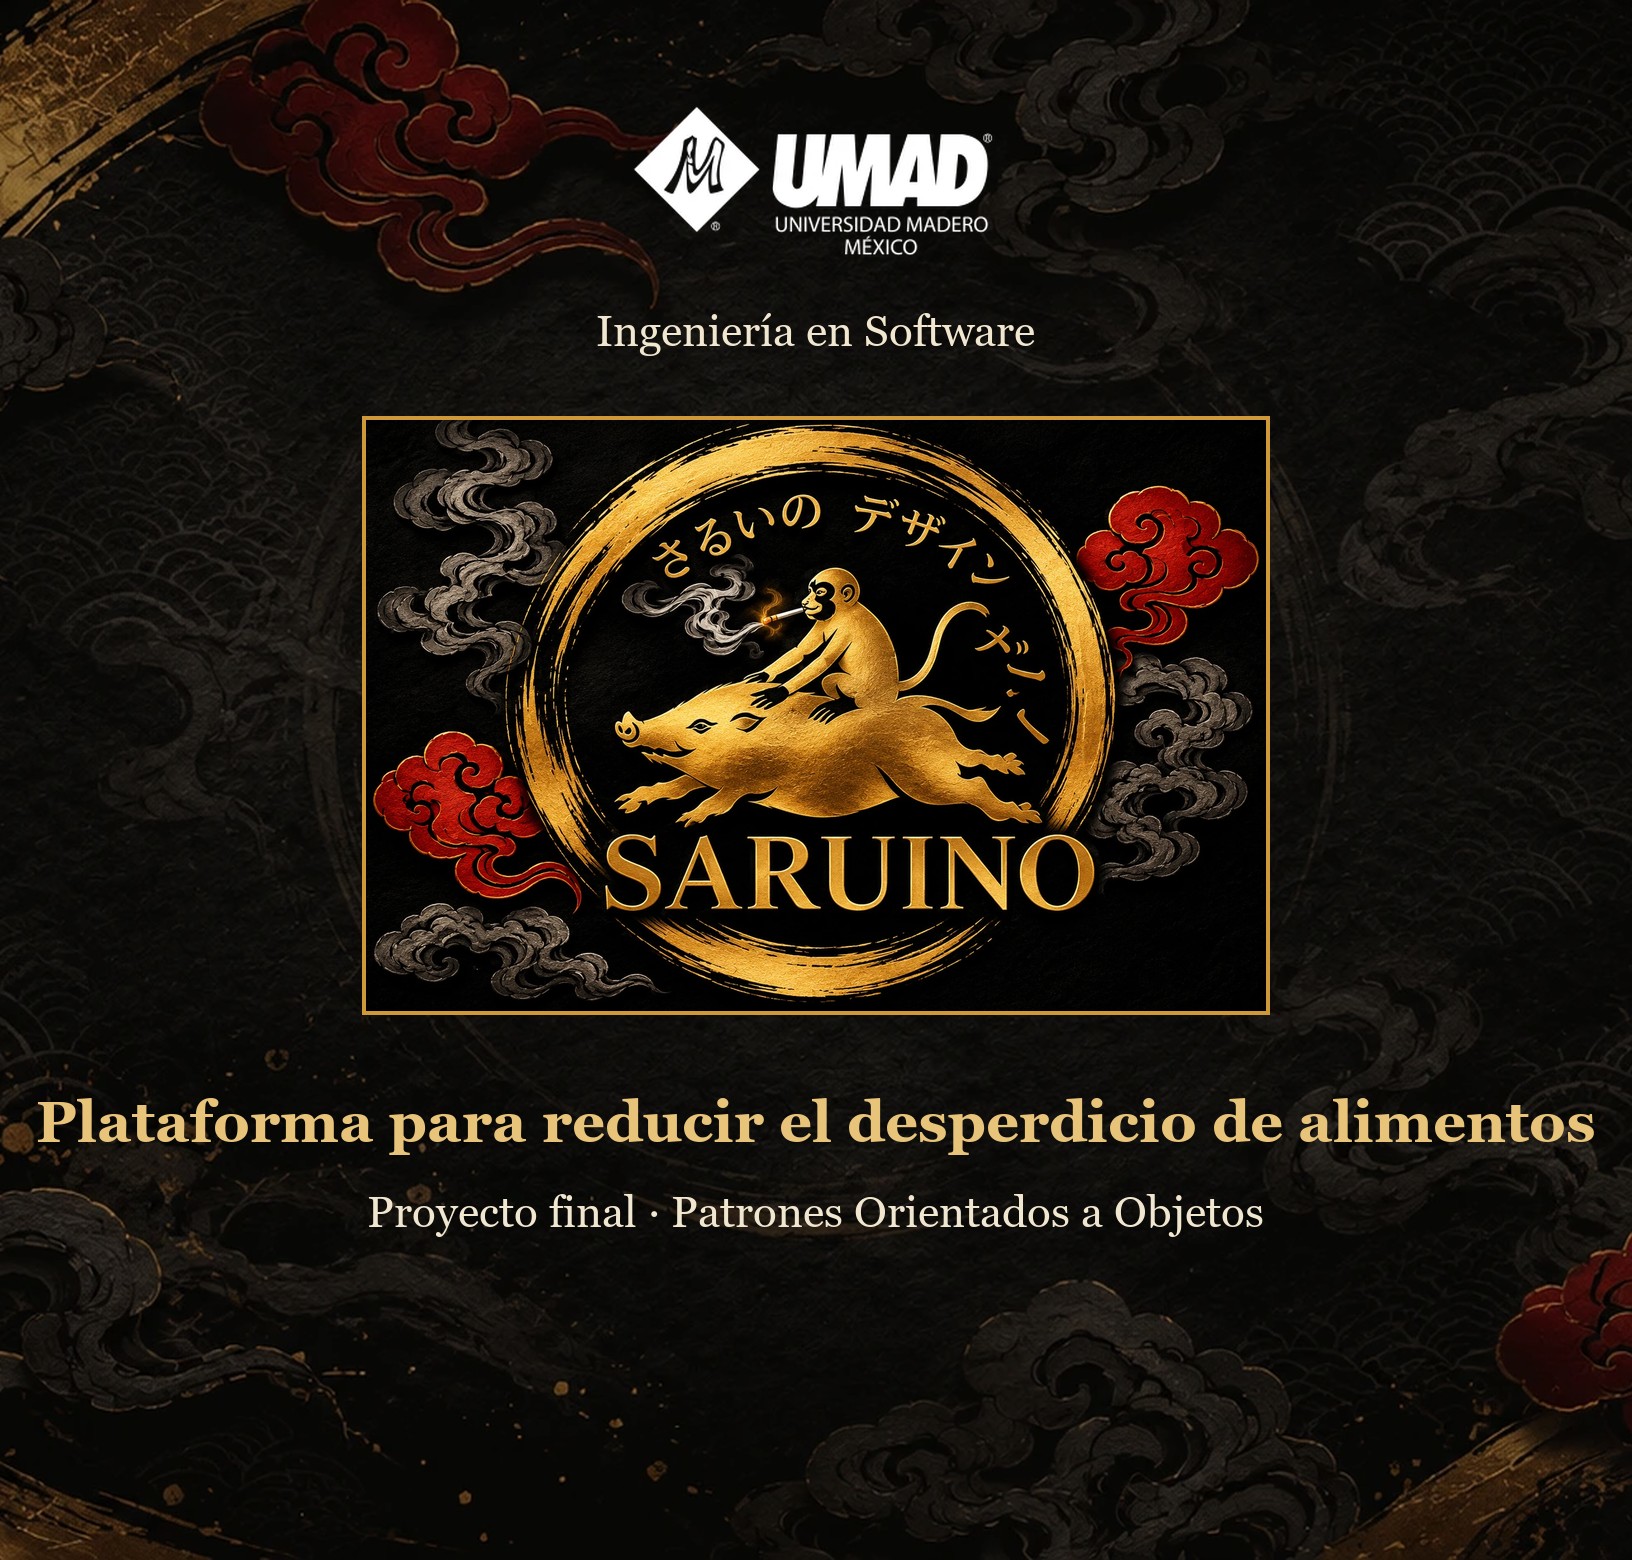 M
®
UMAD®
UNIVERSIDAD MADERO
MÉXICO
Ingeniería en Software
さるいの デザイン
SARUINO
Plataforma para reducir el desperdicio de alimentos
Proyecto final · Patrones Orientados a Objetos